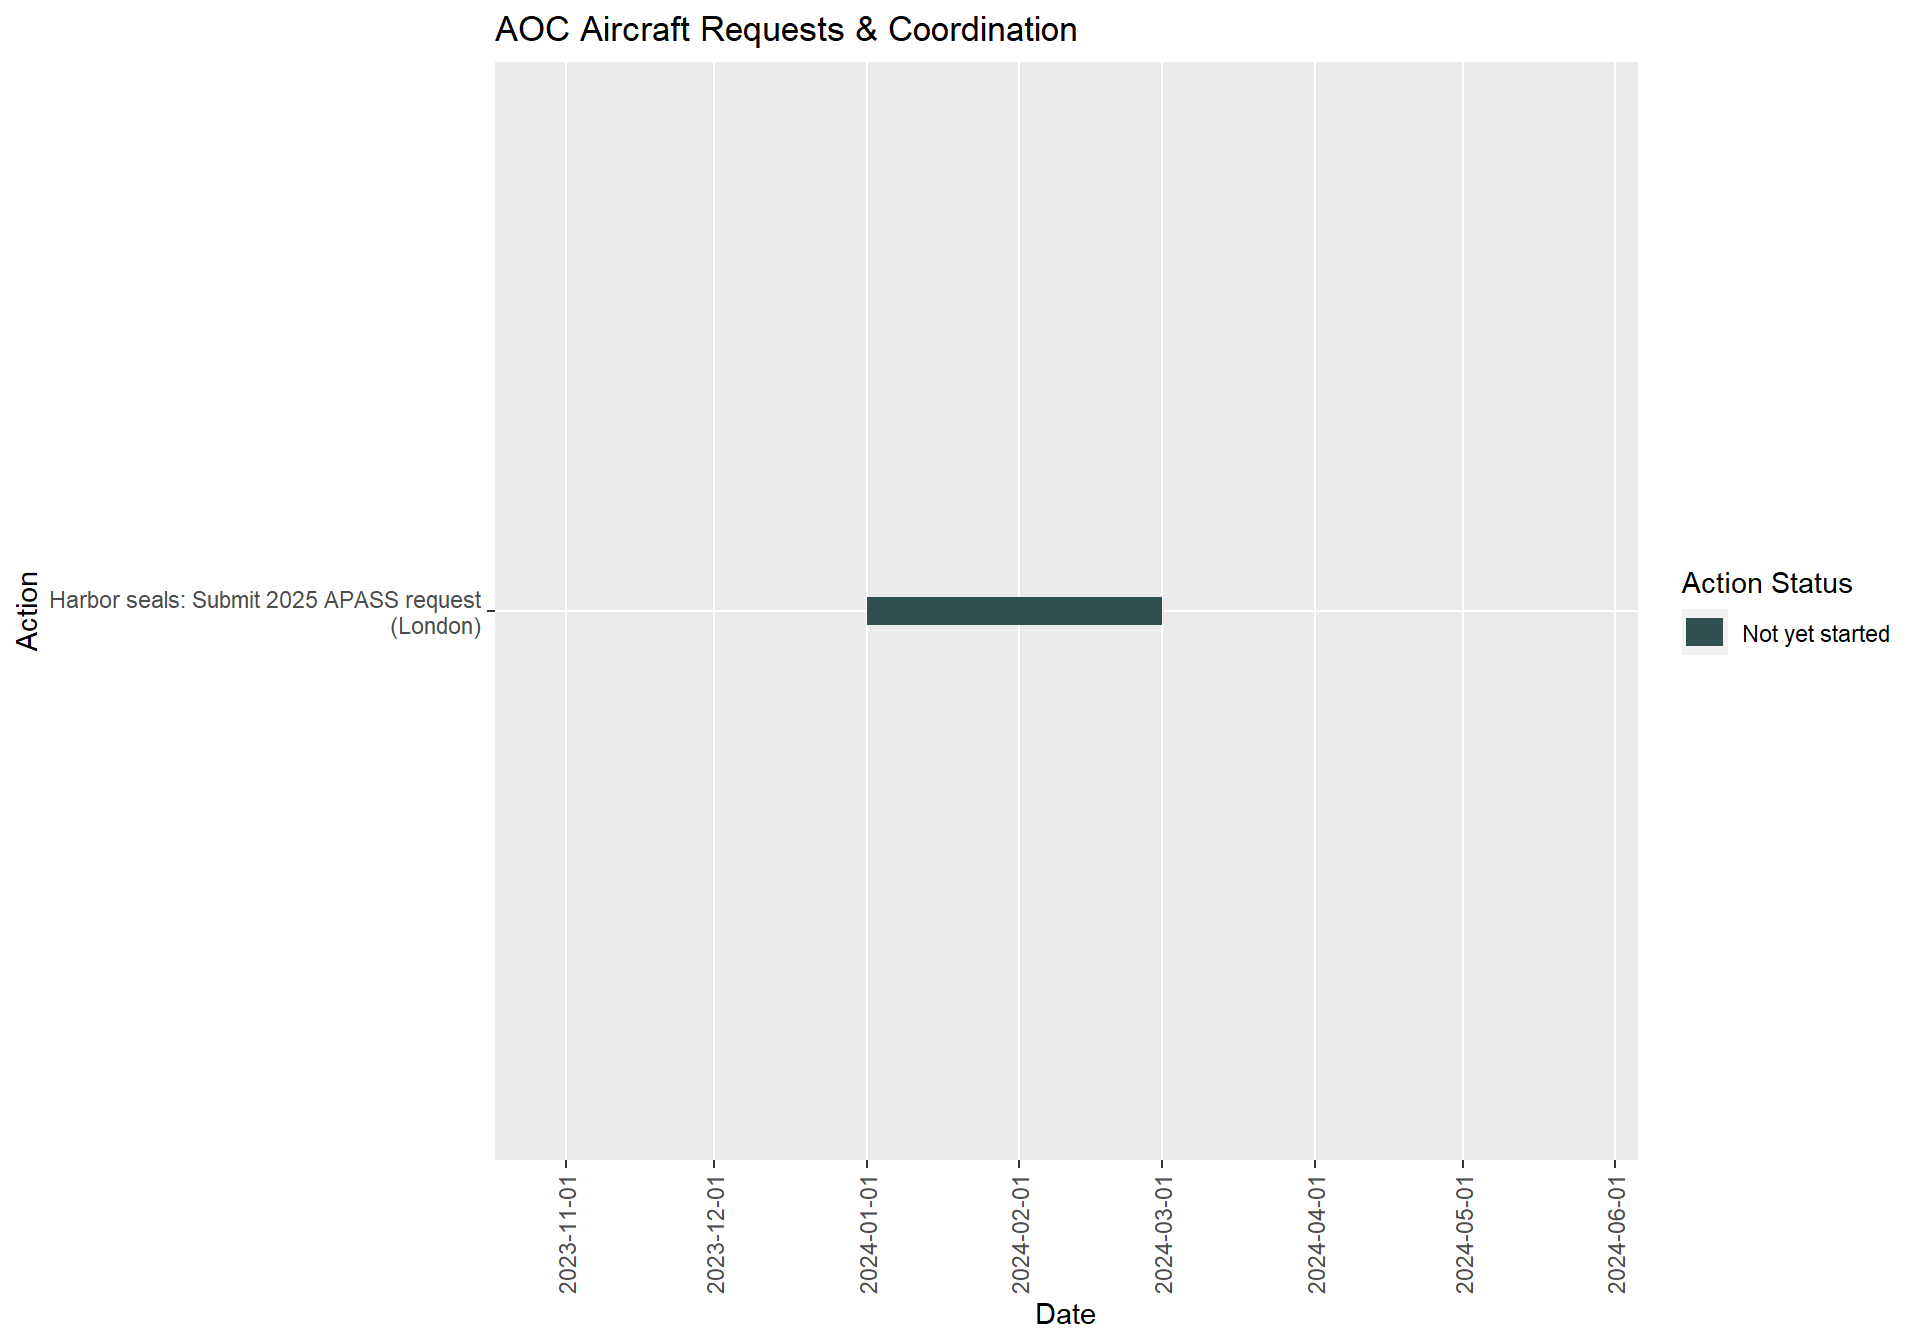 AOC Aircraft Requests & Coordination
Action
Harbor seals: Submit 2025 APASS request
(London)
Action Status
Not yet started
2023-11-01
2023-12-01
2024-01-01
2024-02-01
2024-03-01
2024-04-01
2024-05-01
2024-06-01
Date